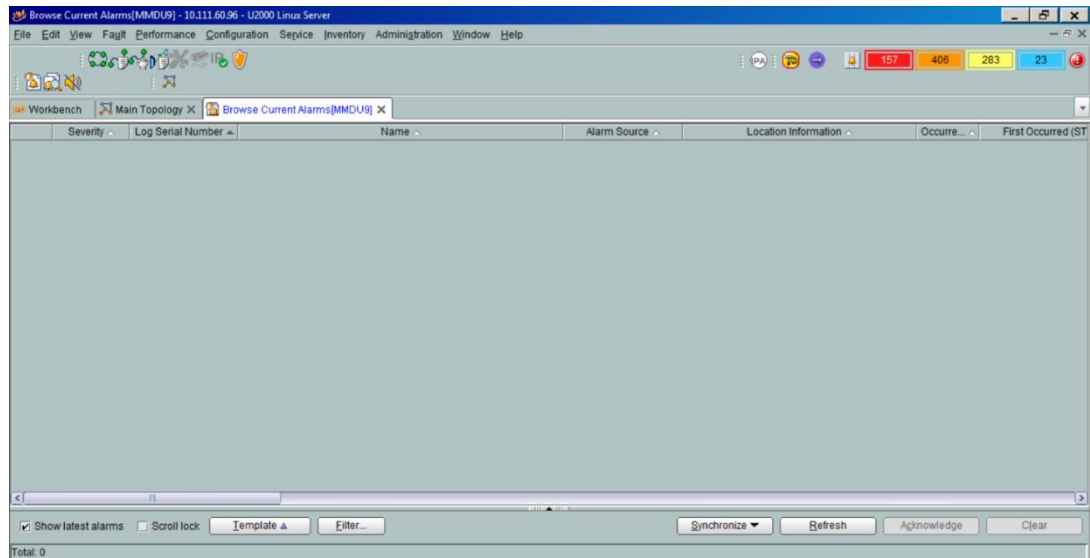 Browse Current Alarms[MMDU9] - 10.111.60.96 - U2000 Linux Server
File Edit View Fault Performance Configuration Service Inventory Administration Window Help
157 406 283 23
Workbench Main Topology Browse Current Alarms[MMDU9]
Severity Log Serial Number Name Alarm Source Location Information Occurre... First Occurred (ST
Show latest alarms Scroll lock Template Filter... Synchronize Refresh Acknowledge Clear
Total: 0